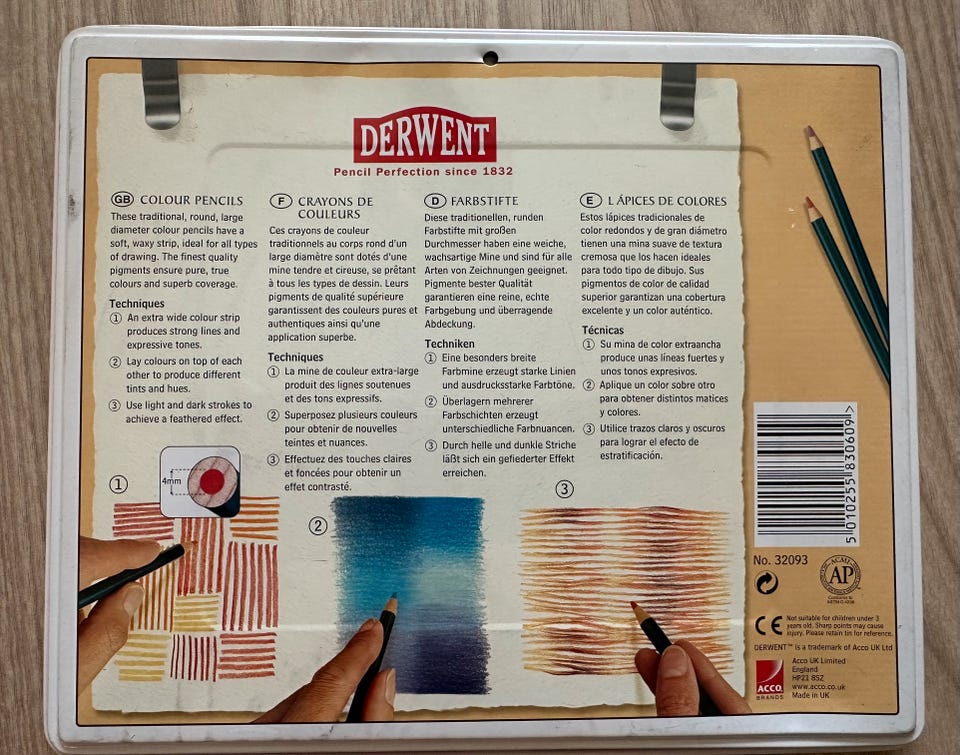 DERWENT
Pencil Perfection since 1832
GB COLOUR PENCILS
These traditional, round, large
diameter colour pencils have a
soft, waxy strip, ideal for all types
of drawing. The finest quality
pigments ensure pure, true
colours and superb coverage.
Techniques
1 An extra wide colour strip
produces strong lines and
expressive tones.
2 Lay colours on top of each
other to produce different
tints and hues.
3 Use light and dark strokes to
achieve a feathered effect.
F CRAYONS DE
COULEURS
Ces crayons de couleur
traditionnels au corps rond d'un
large diamètre sont dotés d'une
mine tendre et cireuse, se prêtant
à tous les types de dessin. Leurs
pigments de qualité supérieure
garantissent des couleurs pures et
authentiques ainsi qu'une
application superbe.
Techniques
1 La mine de couleur extra-large
produit des lignes soutenues
et des tons expressifs.
2 Superposez plusieurs couleurs
pour obtenir de nouvelles
teintes et nuances.
3 Effectuez des touches claires
et foncées pour obtenir un
effet contrasté.
D FARBSTIFTE
Diese traditionellen, runden
Farbstifte mit großen
Durchmesser haben eine weiche,
wachsartige Mine und sind für alle
Arten von Zeichnungen geeignet.
Pigmente bester Qualität
garantieren eine reine, echte
Farbgebung und überragende
Abdeckung.
Techniken
1 Eine besonders breite
Farbmine erzeugt starke Linien
und ausdrucksstarke Farbtöne.
2 Überlagern mehrerer
Farbschichten erzeugt
unterschiedliche Farbnuancen.
3 Durch helle und dunkle Striche
läßt sich ein gefiederter Effekt
erreichen.
E LÁPICES DE COLORES
Estos lápices tradicionales de
color redondos y de gran diámetro
tienen una mina suave de textura
cremosa que los hacen ideales
para todo tipo de dibujo. Sus
pigmentos de color de calidad
superior garantizan una cobertura
excelente y un color auténtico.
Técnicas
1 Su mina de color extraancha
produce unas líneas fuertes y
unos tonos expresivos.
2 Aplique un color sobre otro
para obtener distintos matices
y colores.
3 Utilice trazos claros y oscuros
para lograr el efecto de
estratificación.
1
4mm
2
3
5 010255 830609 >
No. 32093
ACMI
AP
Conforms to
ASTM D-4236
CE
Not suitable for children under 3
years old. Sharp points may cause
injury. Please retain tin for reference.
DERWENT™ is a trademark of Acco UK Ltd
ACCO
BRANDS
Acco UK Limited
England
HP21 8SZ
www.acco.co.uk
Made in UK